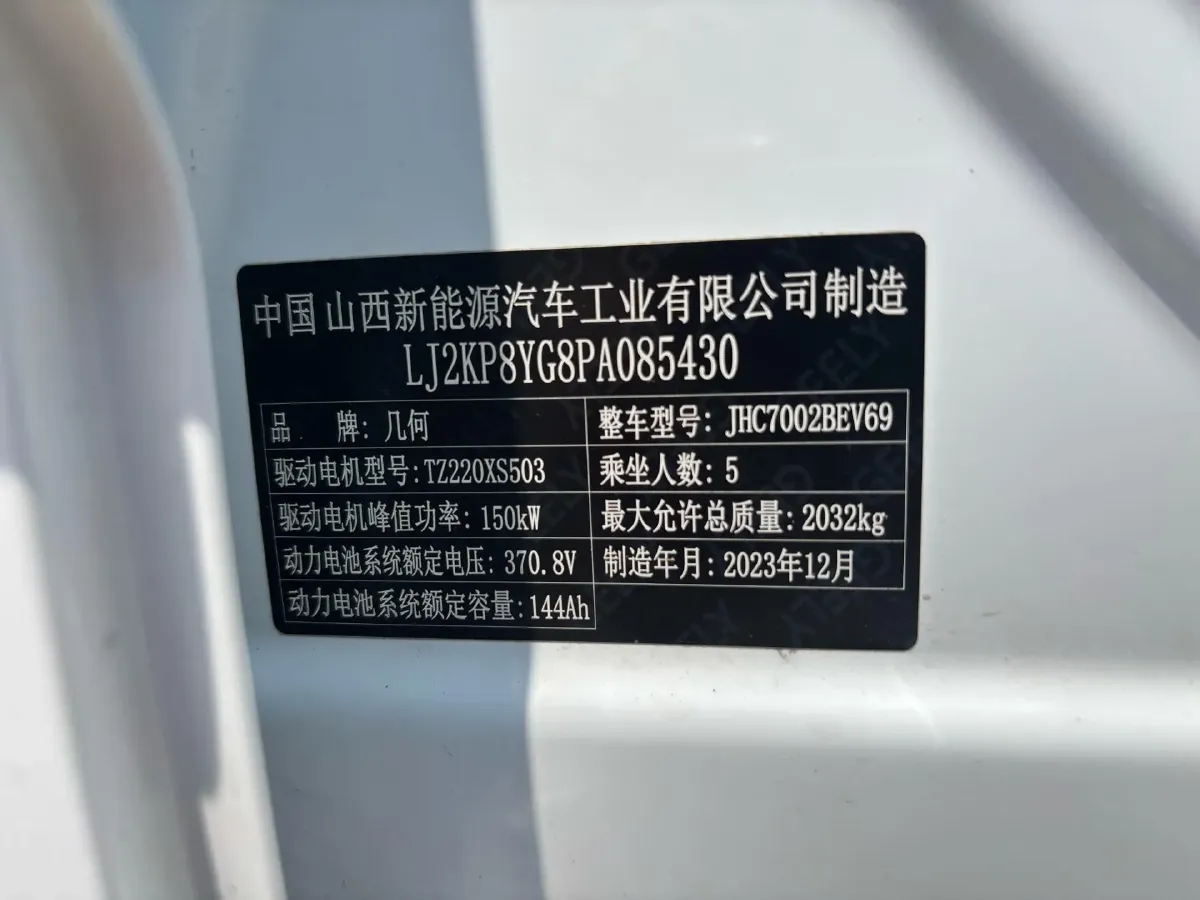 中国 山西新能源汽车工业有限公司制造
LJ2KP8YG8PA085430
品 牌: 几何 整车型号: JHC7002BEV69
驱动电机型号: TZ220XS503 乘坐人数: 5
驱动电机峰值功率: 150kW 最大允许总质量: 2032kg
动力电池系统额定电压: 370.8V 制造年月: 2023年12月
动力电池系统额定容量: 144Ah